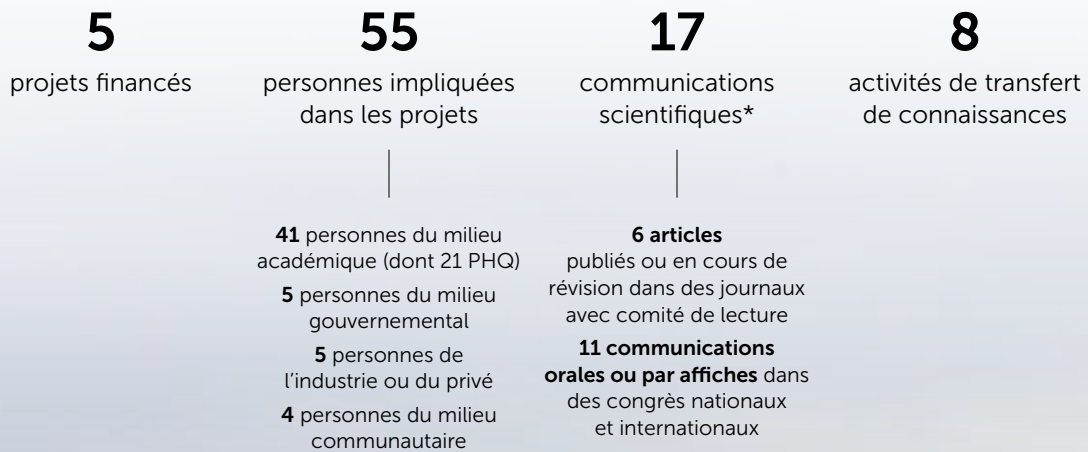 5
projets financés
55
personnes impliquées
dans les projets
41 personnes du milieu
académique (dont 21 PHQ)
5 personnes du milieu
gouvernemental
5 personnes de
l'industrie ou du privé
4 personnes du milieu
communautaire
17
communications
scientifiques*
6 articles
publiés ou en cours de
révision dans des journaux
avec comité de lecture
11 communications
orales ou par affiches dans
des congrès nationaux
et internationaux
8
activités de transfert
de connaissances